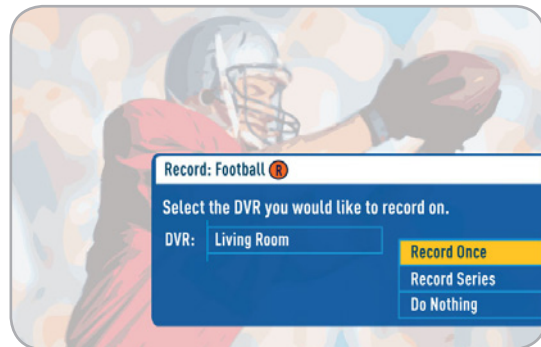 Record: Football R
Select the DVR you would like to record on.
DVR: Living Room
Record Once
Record Series
Do Nothing